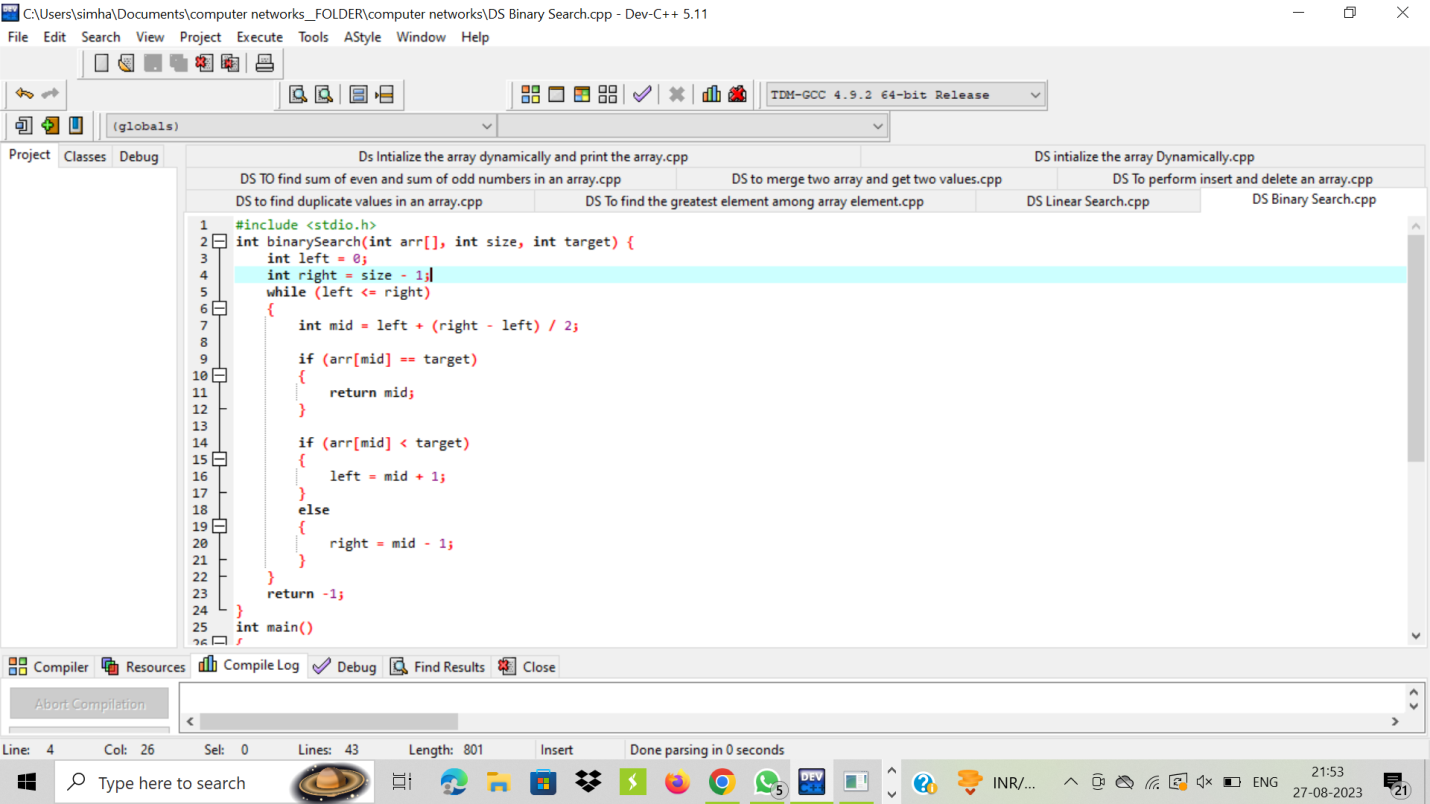 C:\Users\simha\Documents\computer networks_FOLDER\computer networks\DS Binary Search.cpp - Dev-C++ 5.11
File Edit Search View Project Execute Tools AStyle Window Help
TDM-GCC 4.9.2 64-bit Release
(globals)
Project Classes Debug
Ds Intialize the array dynamically and print the array.cpp DS intialize the array Dynamically.cpp
DS TO find sum of even and sum of odd numbers in an array.cpp DS to merge two array and get two values.cpp DS To perform insert and delete an array.cpp
DS to find duplicate values in an array.cpp DS To find the greatest element among array element.cpp DS Linear Search.cpp DS Binary Search.cpp
1 #include <stdio.h>
2 int binarySearch(int arr[], int size, int target) {
3 int left = 0;
4 int right = size - 1;
5 while (left <= right)
6 {
7 int mid = left + (right - left) / 2;
8
9 if (arr[mid] == target)
10 {
11 return mid;
12 }
13
14 if (arr[mid] < target)
15 {
16 left = mid + 1;
17 }
18 else
19 {
20 right = mid - 1;
21 }
22 }
23 return -1;
24 }
25 int main()
26 {
Compiler Resources Compile Log Debug Find Results Close
Abort Compilation
Line: 4 Col: 26 Sel: 0 Lines: 43 Length: 801 Insert Done parsing in 0 seconds
Type here to search DEV 5 INR/... ENG 21:53
27-08-2023 21